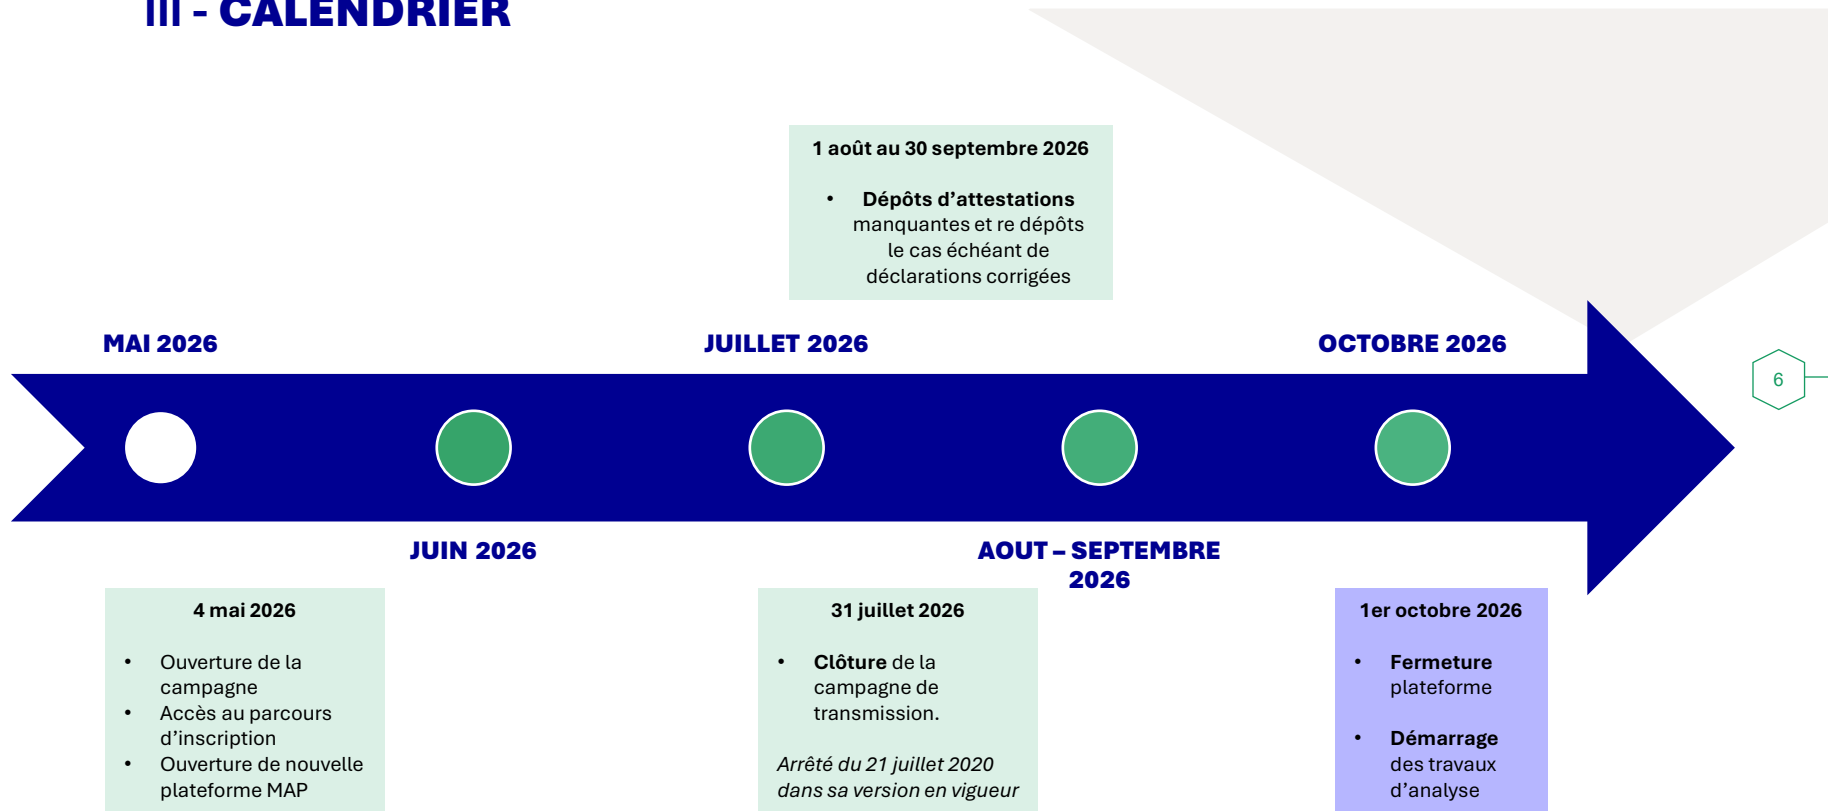 III - CALENDRIER
1 août au 30 septembre 2026
• Dépôts d’attestations
manquantes et re dépôts
le cas échéant de
déclarations corrigées
MAI 2026
JUILLET 2026
OCTOBRE 2026
6
JUIN 2026
AOUT – SEPTEMBRE
2026
4 mai 2026
• Ouverture de la
campagne
• Accès au parcours
d’inscription
• Ouverture de nouvelle
plateforme MAP
31 juillet 2026
• Clôture de la
campagne de
transmission.
Arrêté du 21 juillet 2020
dans sa version en vigueur
1er octobre 2026
• Fermeture
plateforme
• Démarrage
des travaux
d’analyse